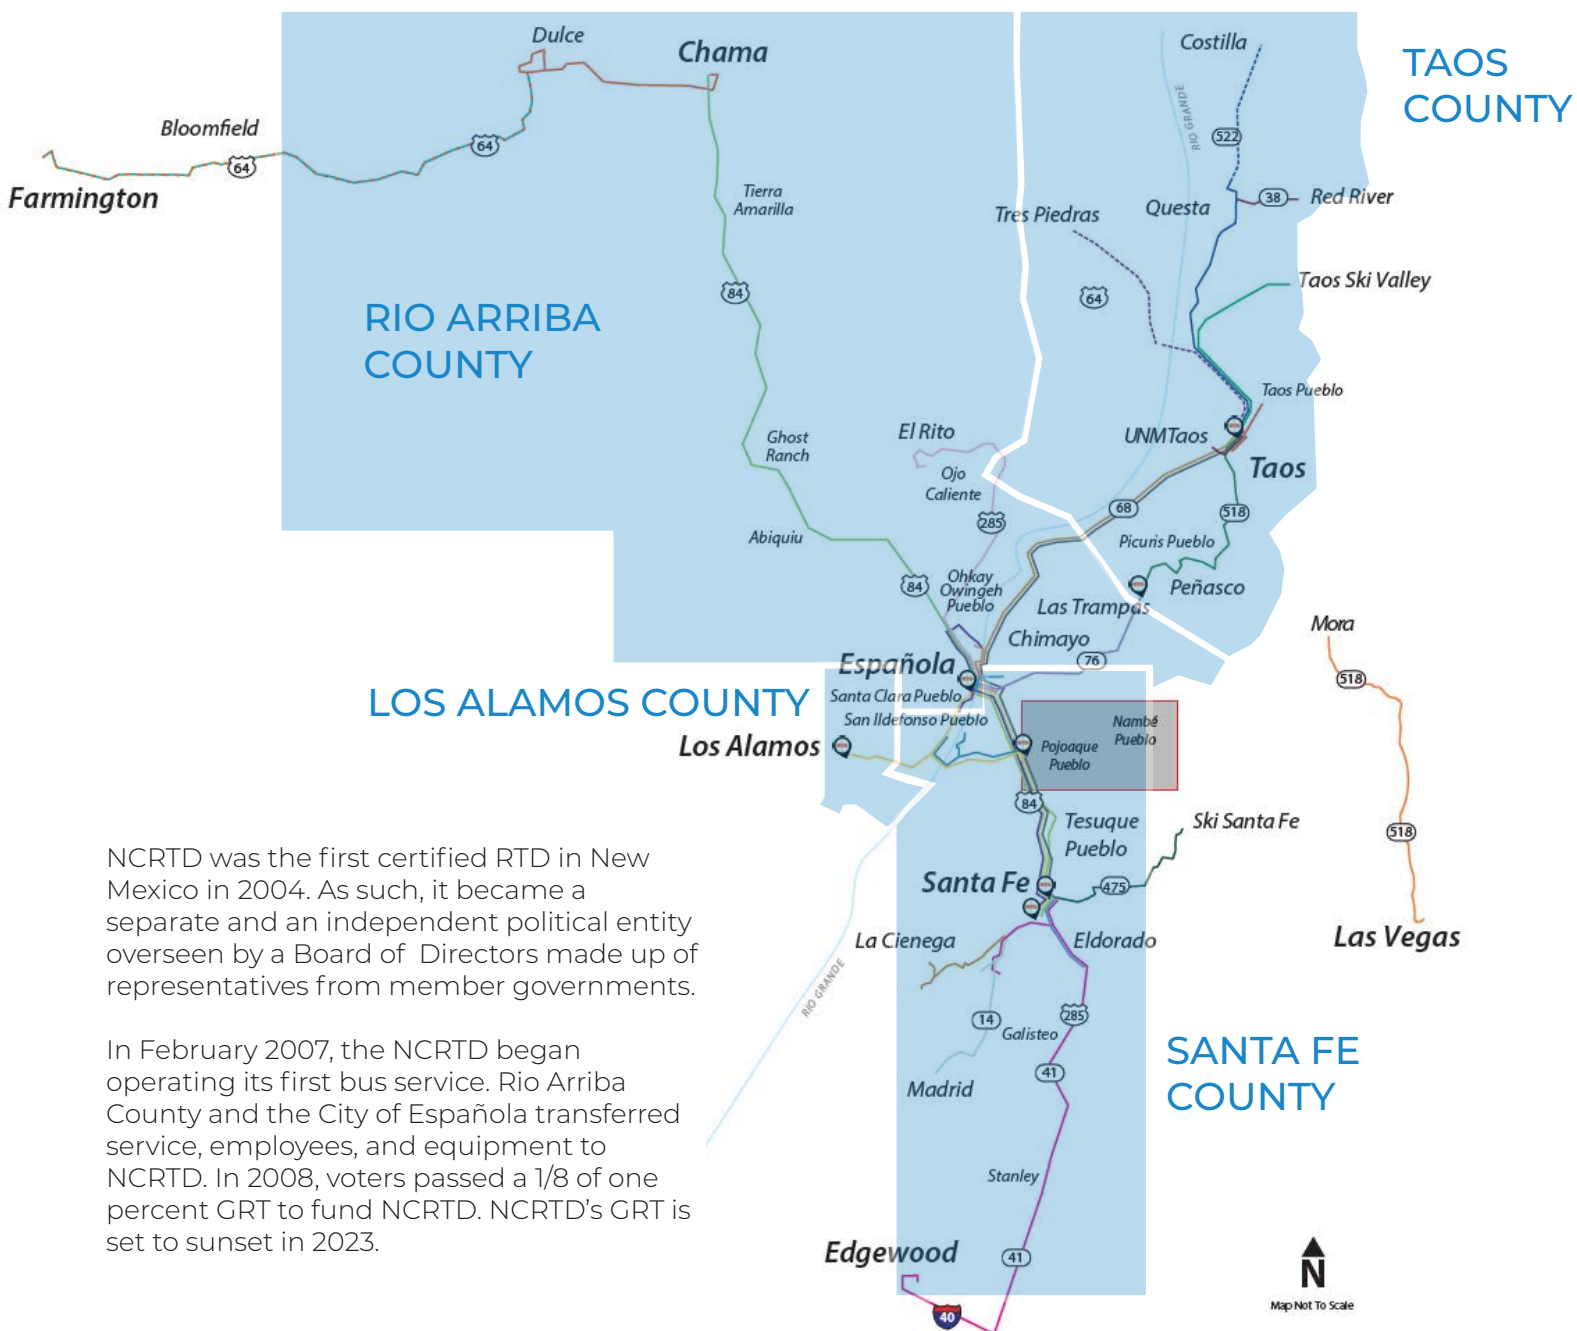 Dulce
Chama
Costilla
TAOS
COUNTY
RIO GRANDE
Bloomfield
522
64
64
Farmington
Tierra
Amarilla
Tres Piedras
Questa
38
Red River
84
64
Taos Ski Valley
RIO ARRIBA
COUNTY
Taos Pueblo
El Rito
UNMTaos
Ghost
Ranch
Ojo
Caliente
Taos
285
68
518
Abiquiu
Picuris Pueblo
84
Ohkay
Owingeh
Pueblo
Las Trampas
Peñasco
Chimayo
Mora
76
Española
518
LOS ALAMOS COUNTY
Santa Clara Pueblo
San Ildefonso Pueblo
Nambé
Pueblo
Los Alamos
Pojoaque
Pueblo
84
Tesuque
Pueblo
Ski Santa Fe
518
Santa Fe
475
La Cienega
Eldorado
Las Vegas
RIO GRANDE
14
285
Galisteo
41
SANTA FE
COUNTY
Madrid
Stanley
Edgewood
41
40
NCRTD was the first certified RTD in New
Mexico in 2004. As such, it became a
separate and an independent political entity
overseen by a Board of Directors made up of
representatives from member governments.
In February 2007, the NCRTD began
operating its first bus service. Rio Arriba
County and the City of Española transferred
service, employees, and equipment to
NCRTD. In 2008, voters passed a 1/8 of one
percent GRT to fund NCRTD. NCRTD’s GRT is
set to sunset in 2023.
N
Map Not To Scale